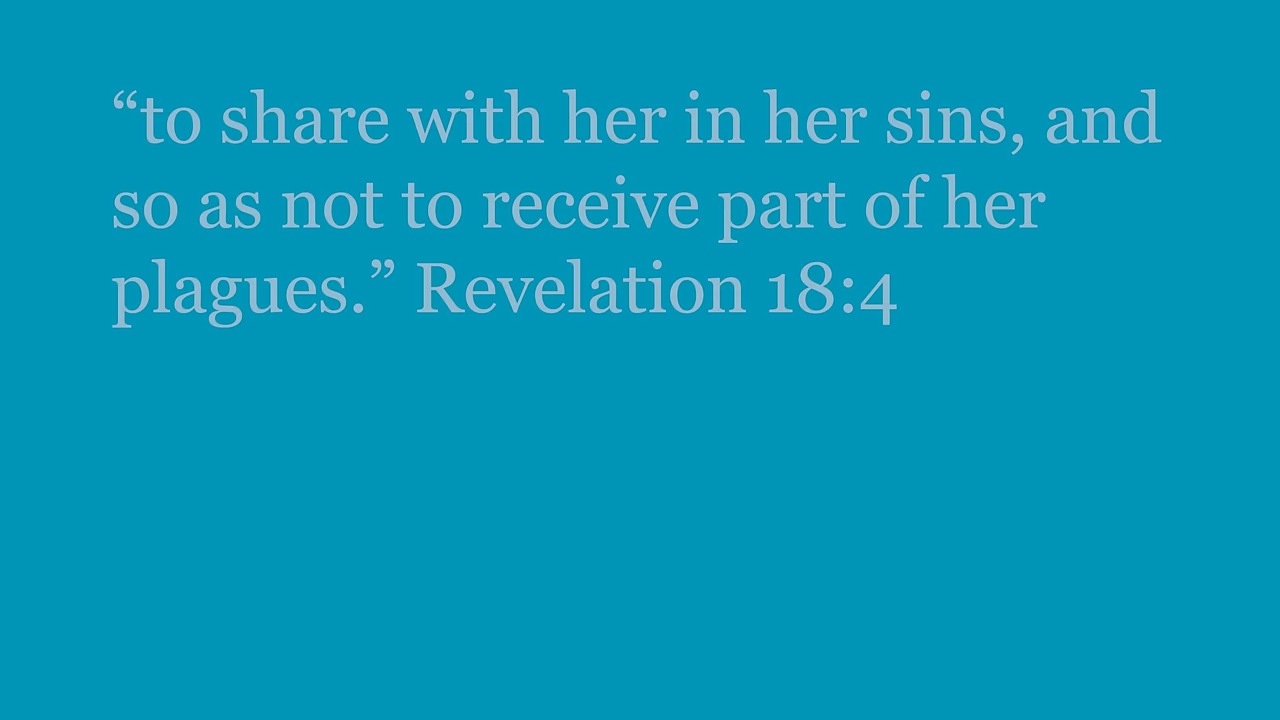 “to share with her in her sins, and
so as not to receive part of her
plagues.” Revelation 18:4